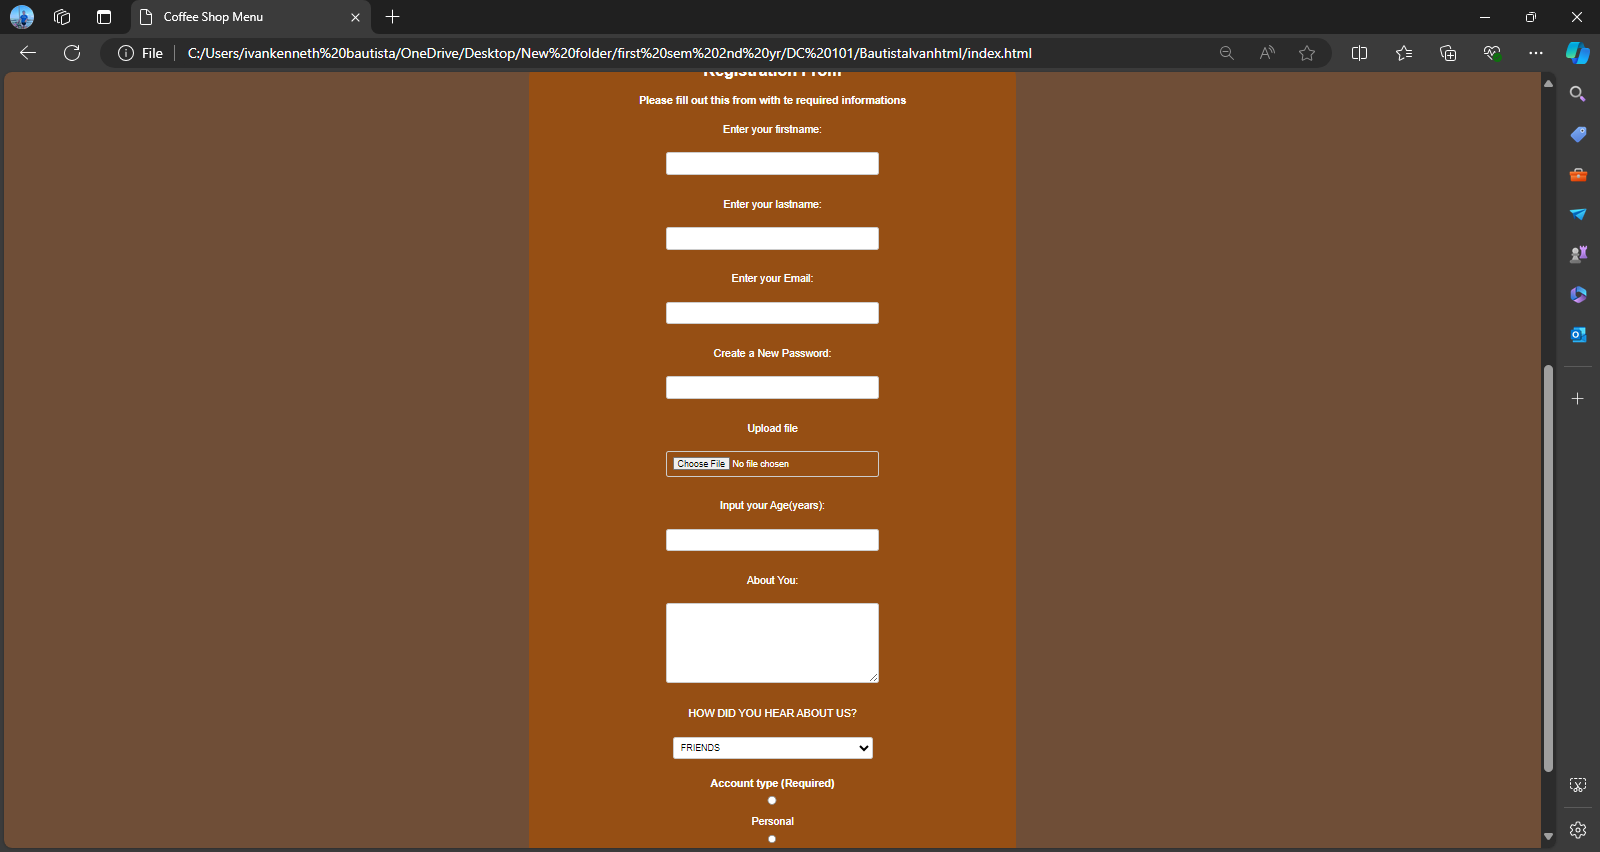 Coffee Shop Menu
File
C:/Users/ivankenneth%20bautista/OneDrive/Desktop/New%20folder/first%20sem%202nd%20yr/DC%20101/BautistaIvanhtml/index.html
Registration From
Please fill out this from with te required informations
Enter your firstname:
Enter your lastname:
Enter your Email:
Create a New Password:
Upload file
Choose File No file chosen
Input your Age(years):
About You:
HOW DID YOU HEAR ABOUT US?
FRIENDS
Account type (Required)
Personal